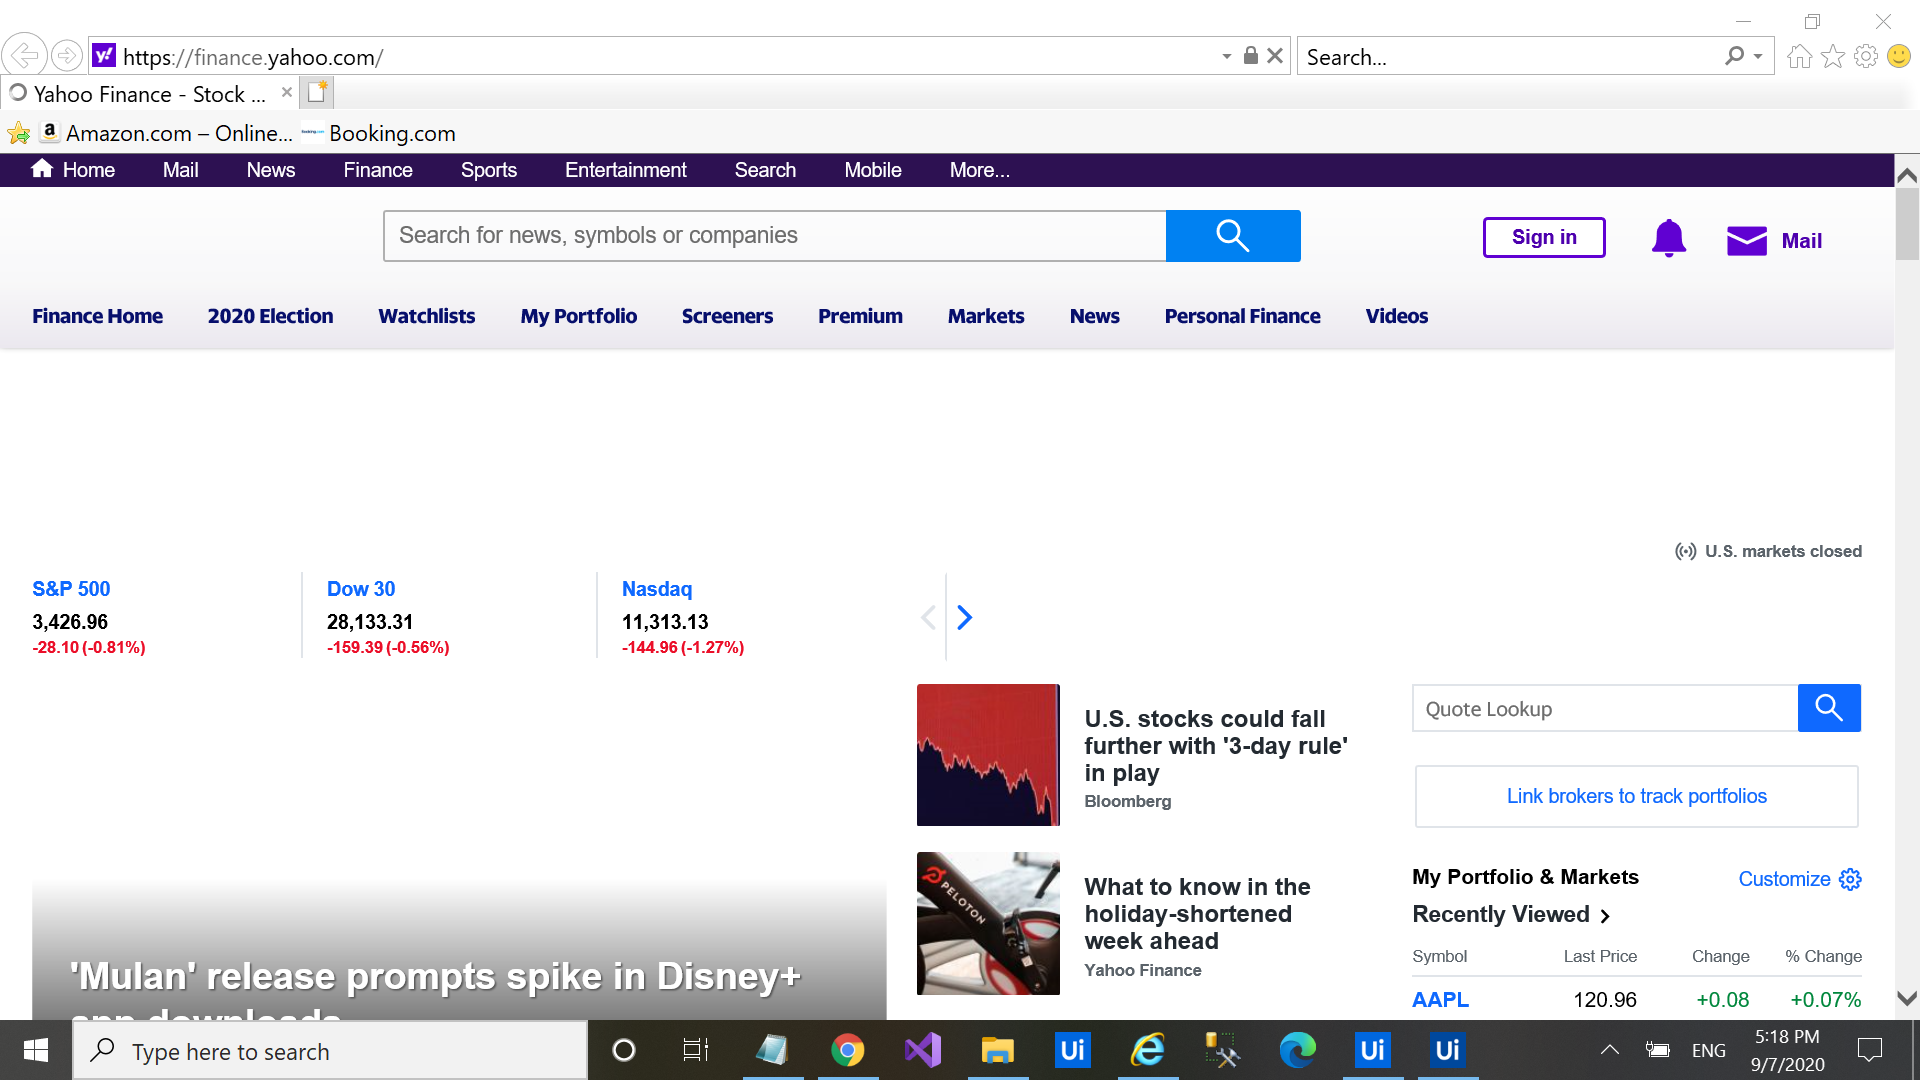 https://finance.yahoo.com/
Search...
Yahoo Finance - Stock ...
Amazon.com – Online...
Booking.com
Home Mail News Finance Sports Entertainment Search Mobile More...
Search for news, symbols or companies
Sign in
Mail
Finance Home 2020 Election Watchlists My Portfolio Screeners Premium Markets News Personal Finance Videos
U.S. markets closed
S&P 500
3,426.96
-28.10 (-0.81%)
Dow 30
28,133.31
-159.39 (-0.56%)
Nasdaq
11,313.13
-144.96 (-1.27%)
'Mulan' release prompts spike in Disney+
app downloads
U.S. stocks could fall
further with '3-day rule'
in play
Bloomberg
PELOTON
What to know in the
holiday-shortened
week ahead
Yahoo Finance
Quote Lookup
Link brokers to track portfolios
My Portfolio & Markets
Customize
Recently Viewed
Symbol Last Price Change % Change
AAPL 120.96 +0.08 +0.07%
Type here to search
Ui
Ui
Ui
ENG
5:18 PM
9/7/2020